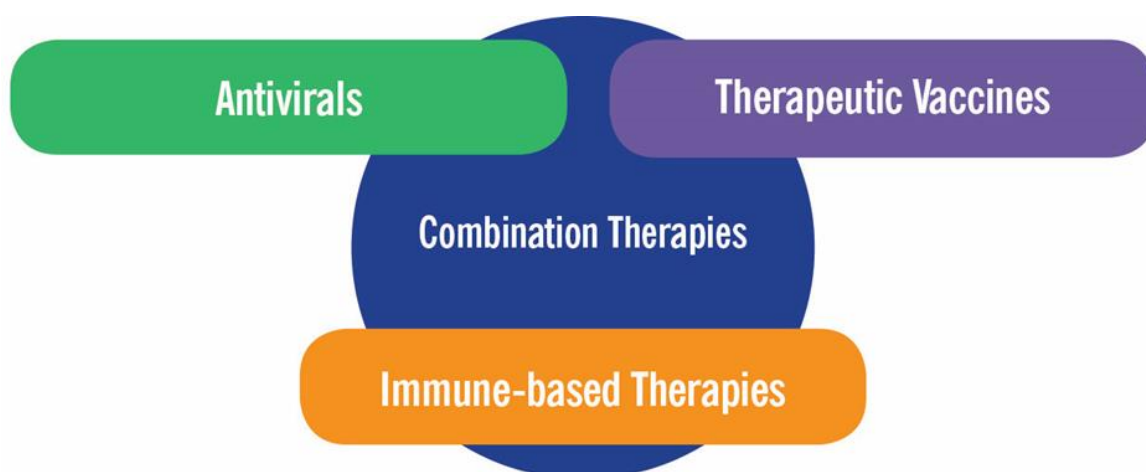 Antivirals
Therapeutic Vaccines
Combination Therapies
Immune-based Therapies